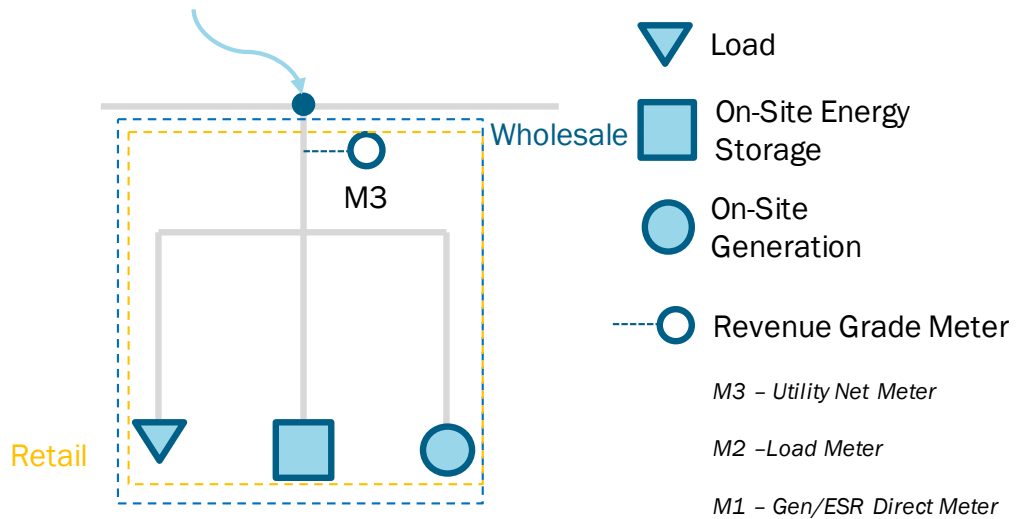 Load
Wholesale
On-Site Energy
Storage
M3
On-Site
Generation
Revenue Grade Meter
M3 – Utility Net Meter
M2 –Load Meter
Retail
M1 – Gen/ESR Direct Meter